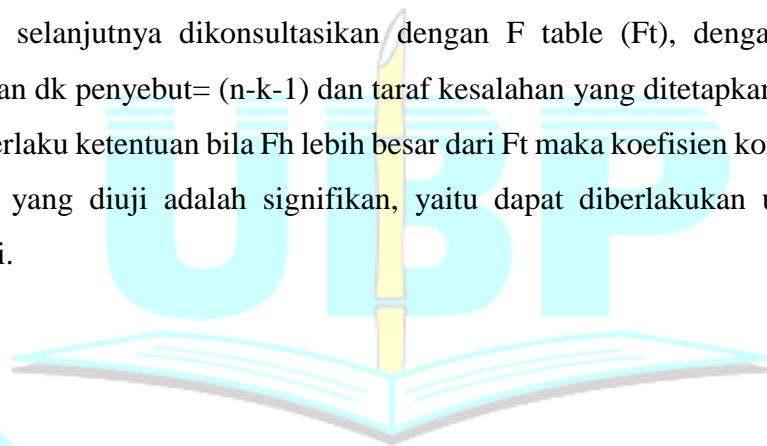 selanjutnya dikonsultasikan dengan F table (Ft), denga
an dk penyebut= (n-k-1) dan taraf kesalahan yang ditetapkan
erlaku ketentuan bila Fh lebih besar dari Ft maka koefisien ko
yang diuji adalah signifikan, yaitu dapat diberlakukan u
i.
UBP